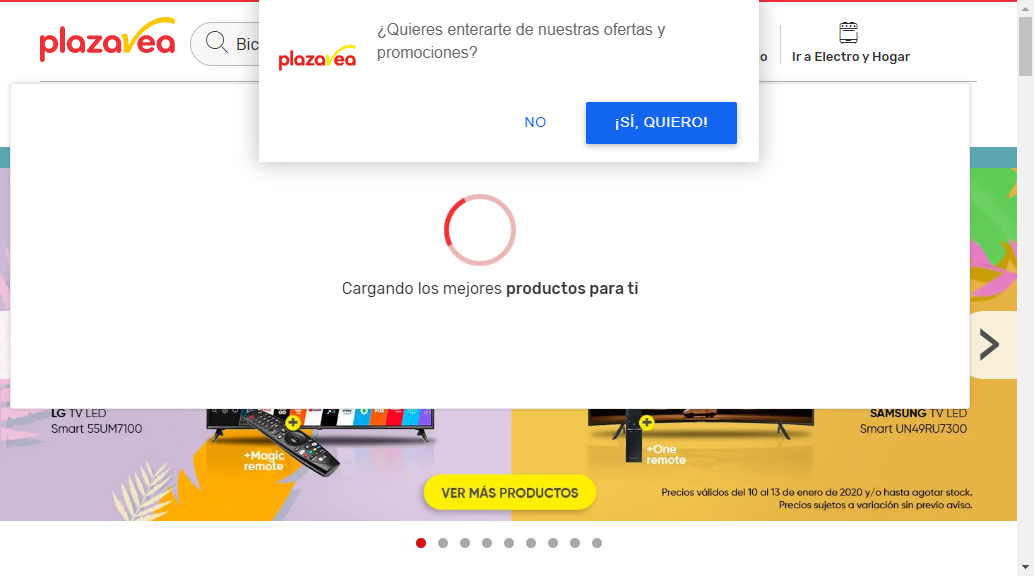 plazavea
Bic
¿Quieres enterarte de nuestras ofertas y
promociones?
plazavea
o
Ir a Electro y Hogar
NO
¡SÍ, QUIERO!
Cargando los mejores productos para ti
LG TV LED
Smart 55UM7100
+Magic
remote
+One
remote
SAMSUNG TV LED
Smart UN49RU7300
VER MÁS PRODUCTOS
Precios válidos del 10 al 13 de enero de 2020 y/o hasta agotar stock.
Precios sujetos a variación sin previo aviso.